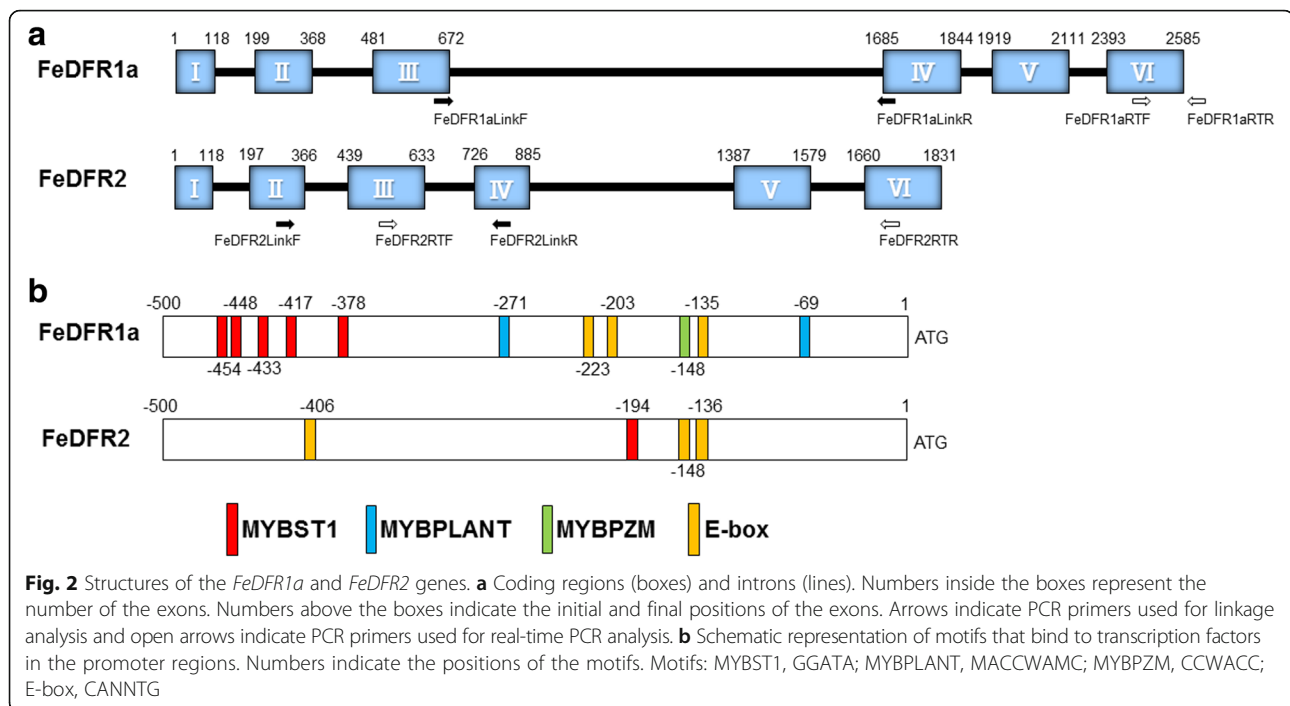 a
1 118 199 368 481 672 1685 1844 1919 2111 2393 2585
FeDFR1a I II III IV V VI
FeDFR1aLinkF FeDFR1aLinkR FeDFR1aRTF FeDFR1aRTR
1 118 197 366 439 633 726 885 1387 1579 1660 1831
FeDFR2 I II III IV V VI
FeDFR2LinkF FeDFR2RTF FeDFR2LinkR FeDFR2RTR
b
-500 -448 -417 -378 -271 -203 -135 -69 1
FeDFR1a ATG
-454 -433 -223 -148
-500 -406 -194 -136 1
FeDFR2 ATG
-148
MYBST1 MYBPLANT MYBPZM E-box
Fig. 2 Structures of the FeDFR1a and FeDFR2 genes. a Coding regions (boxes) and introns (lines). Numbers inside the boxes represent the
number of the exons. Numbers above the boxes indicate the initial and final positions of the exons. Arrows indicate PCR primers used for linkage
analysis and open arrows indicate PCR primers used for real-time PCR analysis. b Schematic representation of motifs that bind to transcription factors
in the promoter regions. Numbers indicate the positions of the motifs. Motifs: MYBST1, GGATA; MYBPLANT, MACCWAMC; MYBPZM, CCWACC;
E-box, CANNTG